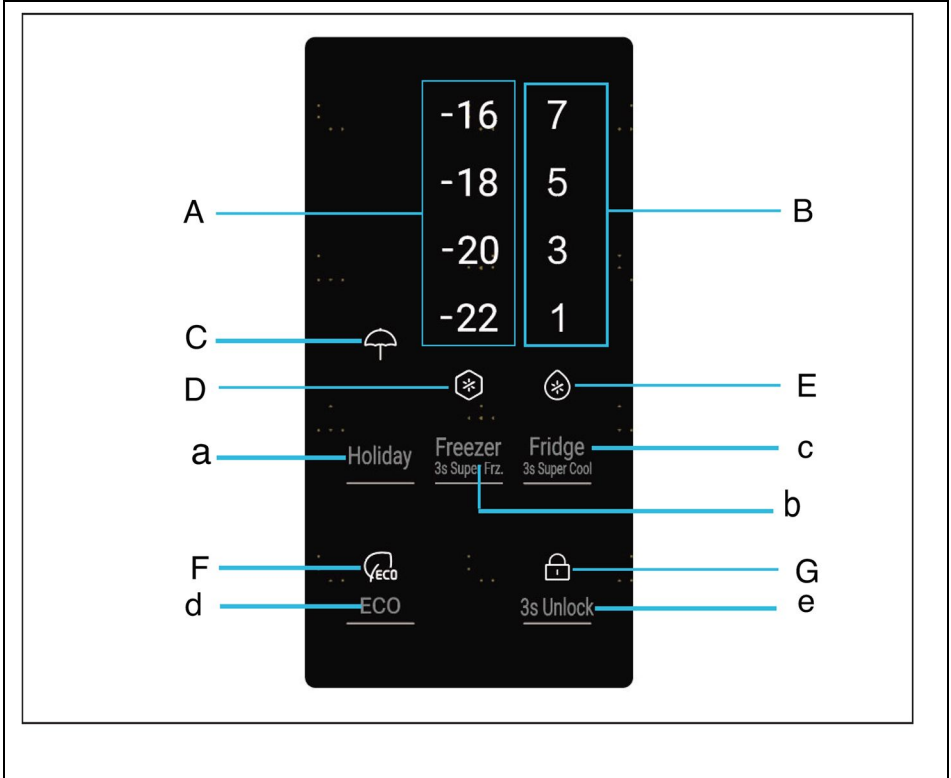 -16 7
-18 5
A B
-20 3
-22 1
C
D E
a Holiday Freezer Fridge c
3s Super Frz. 3s Super Cool
b
F ECO G
d ECO 3s Unlock e